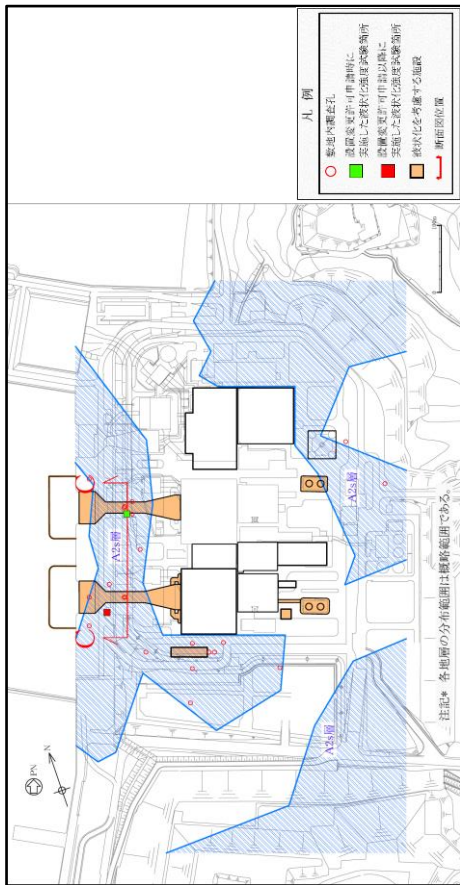 凡 例
敷地内調査孔
設置変更許可申請時に
実施した液状化強度試験箇所
設置変更許可申請以降に
実施した液状化強度試験箇所
液状化を考慮する施設
断面図位置
PN
N
C
C
A2s層
A2s層
A2s層
0
100m
注記* 各地層の分布範囲は概略範囲である。